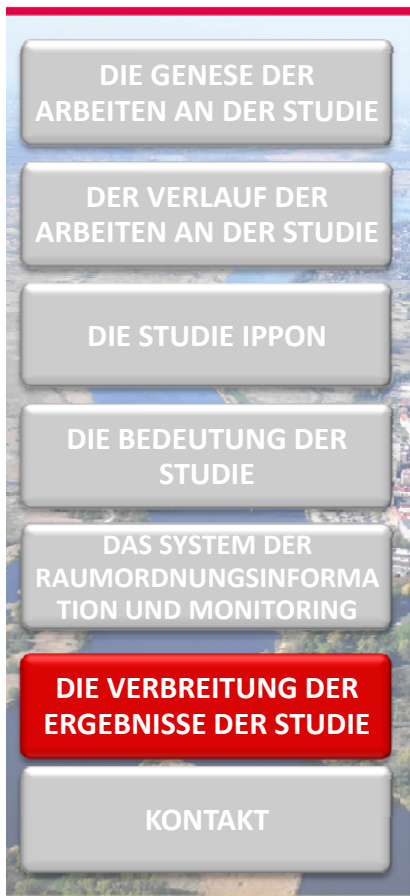 DIE GENESE DER
ARBEITEN AN DER STUDIE
DER VERLAUF DER
ARBEITEN AN DER STUDIE
DIE STUDIE IPPON
DIE BEDEUTUNG DER
STUDIE
DAS SYSTEM DER
RAUMORDNUNGSINFORMA
TION UND MONITORING
DIE VERBREITUNG DER
ERGEBNISSE DER STUDIE
KONTAKT